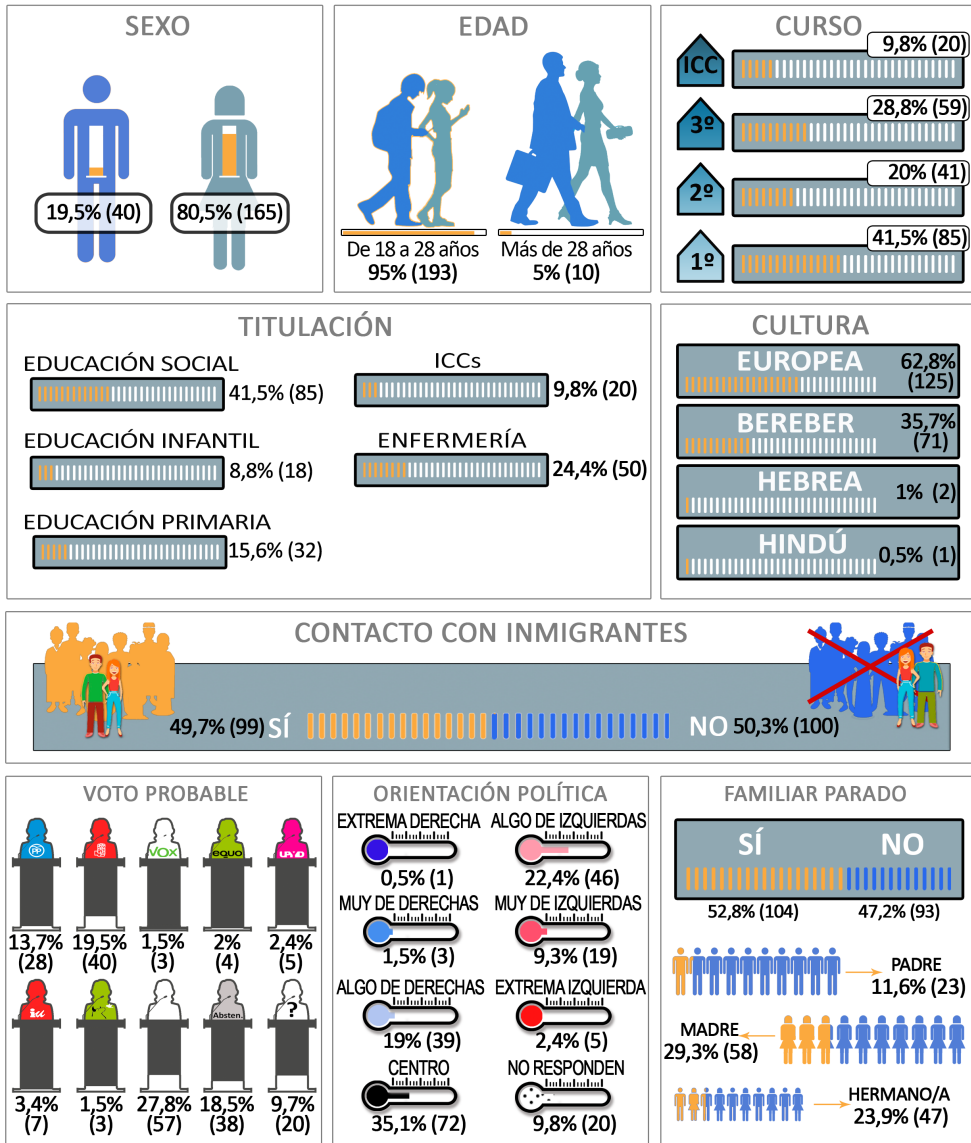 SEXO
19,5% (40)
80,5% (165)
EDAD
De 18 a 28 años
95% (193)
Más de 28 años
5% (10)
CURSO
ICC
9,8% (20)
3º
28,8% (59)
2º
20% (41)
1º
41,5% (85)
TITULACIÓN
EDUCACIÓN SOCIAL
41,5% (85)
EDUCACIÓN INFANTIL
8,8% (18)
EDUCACIÓN PRIMARIA
15,6% (32)
ICCs
9,8% (20)
ENFERMERÍA
24,4% (50)
CULTURA
EUROPEA
62,8%
(125)
BEREBER
35,7%
(71)
HEBREA
1% (2)
HINDÚ
0,5% (1)
CONTACTO CON INMIGRANTES
49,7% (99) SÍ
NO 50,3% (100)
VOTO PROBABLE
PP
VOX
equo
UPyD
13,7%
(28)
19,5%
(40)
1,5%
(3)
2%
(4)
2,4%
(5)
iu
Absten.
?
3,4%
(7)
1,5%
(3)
27,8%
(57)
18,5%
(38)
9,7%
(20)
ORIENTACIÓN POLÍTICA
EXTREMA DERECHA
0,5% (1)
ALGO DE IZQUIERDAS
22,4% (46)
MUY DE DERECHAS
1,5% (3)
MUY DE IZQUIERDAS
9,3% (19)
ALGO DE DERECHAS
19% (39)
EXTREMA IZQUIERDA
2,4% (5)
CENTRO
35,1% (72)
NO RESPONDEN
9,8% (20)
FAMILIAR PARADO
SÍ
NO
52,8% (104)
47,2% (93)
PADRE
11,6% (23)
MADRE
29,3% (58)
HERMANO/A
23,9% (47)